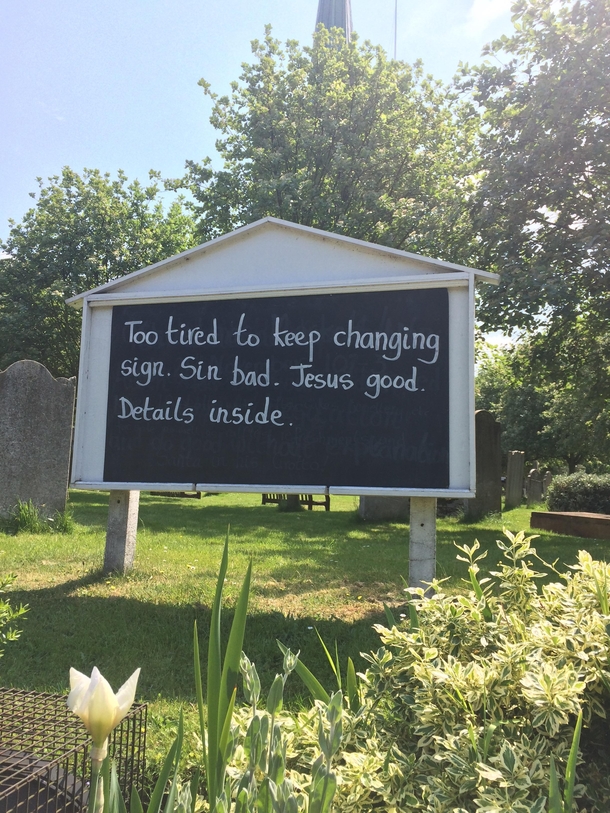 Too tired to keep changing
sign. Sin bad. Jesus good.
Details inside.